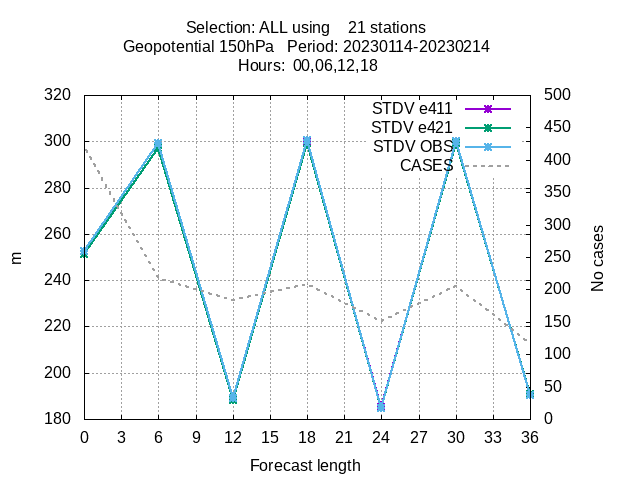 Selection: ALL using    21 stations
Geopotential 150hPa   Period: 20230114-20230214
Hours:  00,06,12,18
320 500
300 450
280 400
260 350
240 300
220 250
200 200
180 150
100
50
0
STDV e411
STDV e421
STDV OBS
CASES
m
No cases
0 3 6 9 12 15 18 21 24 27 30 33 36
Forecast length